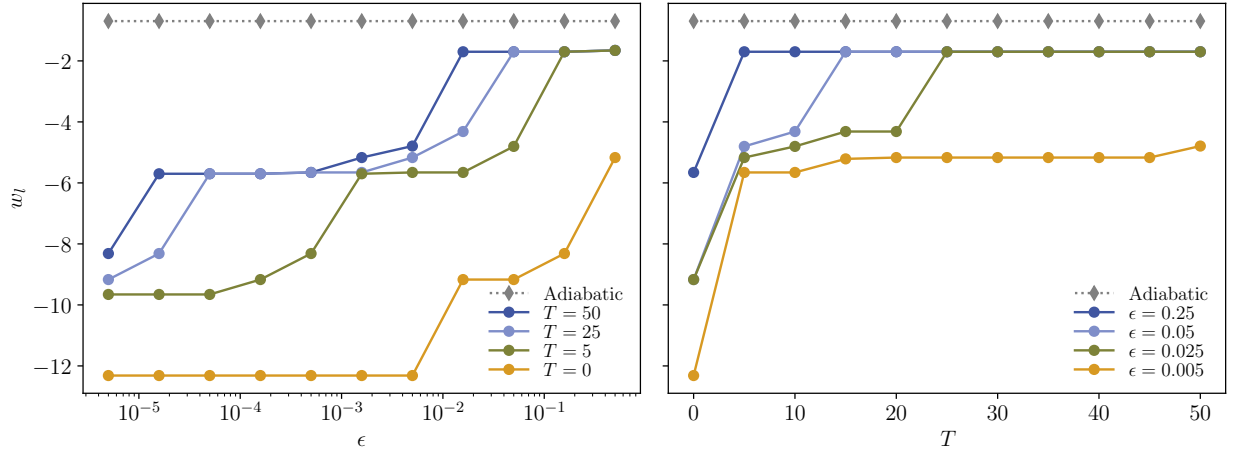 −2
−4
−6
−8
−10
−12
w_l
10^{−5}
10^{−4}
10^{−3}
10^{−2}
10^{−1}
ϵ
Adiabatic
T = 50
T = 25
T = 5
T = 0
0
10
20
30
40
50
T
Adiabatic
ϵ = 0.25
ϵ = 0.05
ϵ = 0.025
ϵ = 0.005